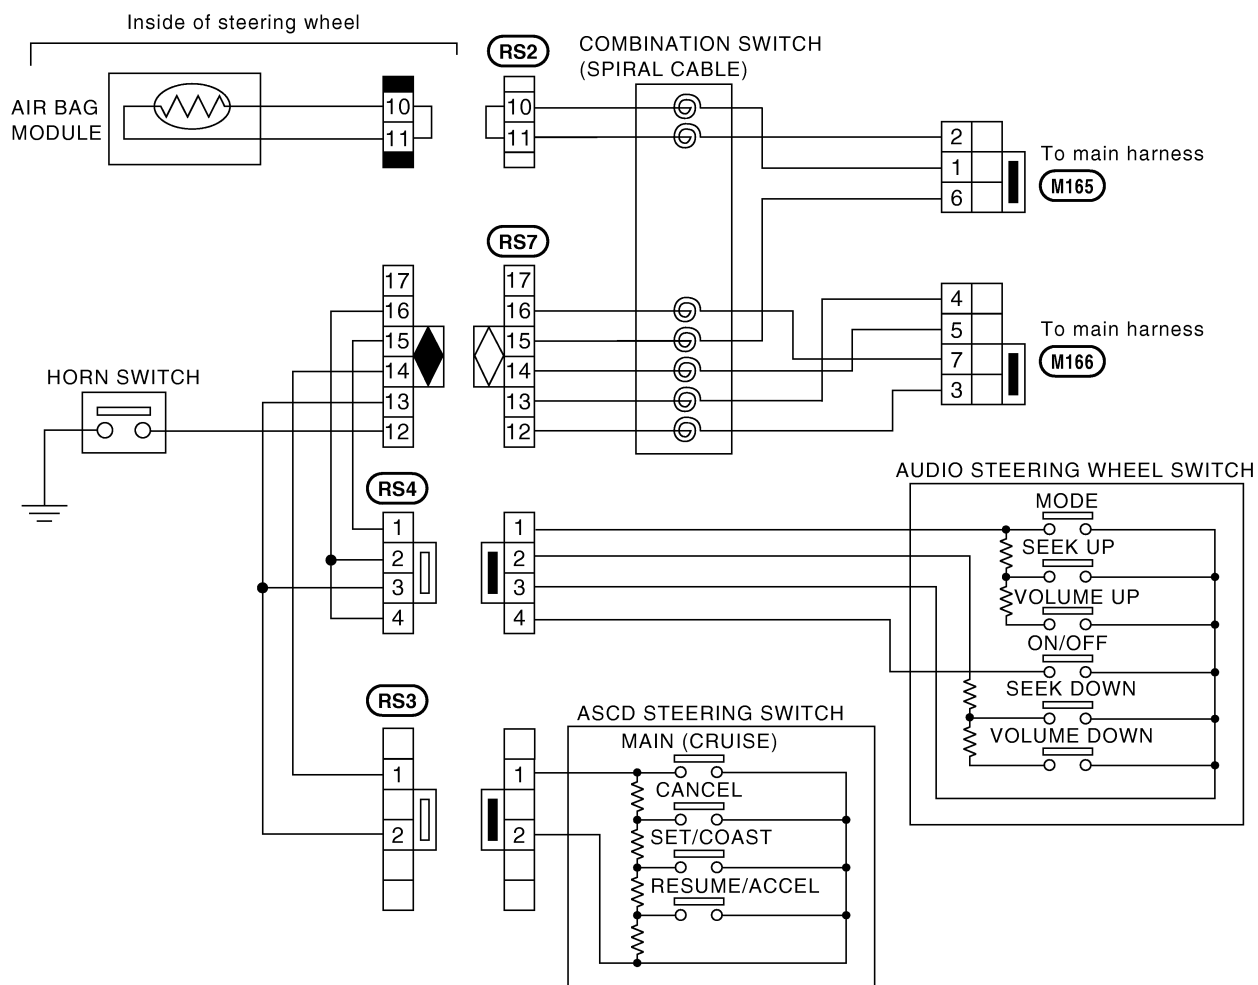 Inside of steering wheel
RS2
COMBINATION SWITCH
(SPIRAL CABLE)
AIR BAG
MODULE
10
11
10
11
2
1
6
To main harness
M165
RS7
17
16
15
14
13
12
17
16
15
14
13
12
4
5
7
3
To main harness
M166
HORN SWITCH
RS4
1
2
3
4
1
2
3
4
AUDIO STEERING WHEEL SWITCH
MODE
SEEK UP
VOLUME UP
ON/OFF
SEEK DOWN
VOLUME DOWN
RS3
1
2
1
2
ASCD STEERING SWITCH
MAIN (CRUISE)
CANCEL
SET/COAST
RESUME/ACCEL